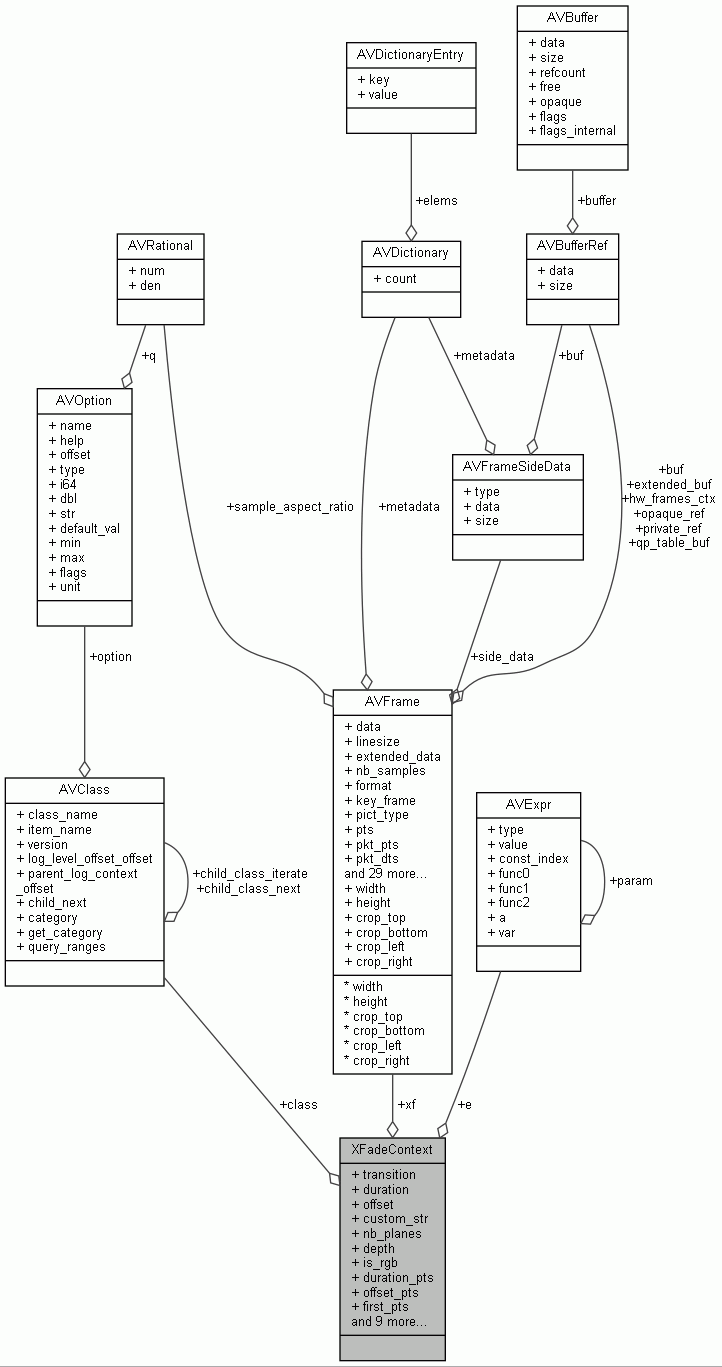 AVBuffer
+ data
+ size
+ refcount
+ free
+ opaque
+ flags
+ flags_internal
AVDictionaryEntry
+ key
+ value
+elems
+buffer
AVRational
+ num
+ den
AVDictionary
+ count
AVBufferRef
+ data
+ size
+q
+metadata
+buf
AVOption
+ name
+ help
+ offset
+ type
+ i64
+ dbl
+ str
+ default_val
+ min
+ max
+ flags
+ unit
AVFrameSideData
+ type
+ data
+ size
+sample_aspect_ratio
+metadata
+buf
+extended_buf
+hw_frames_ctx
+opaque_ref
+private_ref
+qp_table_buf
+option
+side_data
AVFrame
+ data
+ linesize
+ extended_data
+ nb_samples
+ format
+ key_frame
+ pict_type
+ pts
+ pkt_pts
+ pkt_dts
and 29 more...
+ width
+ height
+ crop_top
+ crop_bottom
+ crop_left
+ crop_right
* width
* height
* crop_top
* crop_bottom
* crop_left
* crop_right
AVClass
+ class_name
+ item_name
+ version
+ log_level_offset_offset
+ parent_log_context
_offset
+ child_next
+ category
+ get_category
+ query_ranges
+child_class_iterate
+child_class_next
AVExpr
+ type
+ value
+ const_index
+ func0
+ func1
+ func2
+ a
+ var
+param
+class
+xf
+e
XFadeContext
+ transition
+ duration
+ offset
+ custom_str
+ nb_planes
+ depth
+ is_rgb
+ duration_pts
+ offset_pts
+ first_pts
and 9 more...